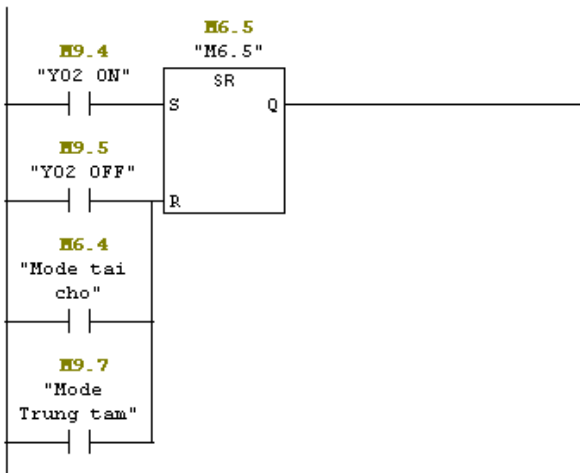 M6.5
"M6.5"
M9.4
"Y02 ON"
SR
S
Q
M9.5
"Y02 OFF"
R
M6.4
"Mode tai
cho"
M9.7
"Mode
Trung tam"